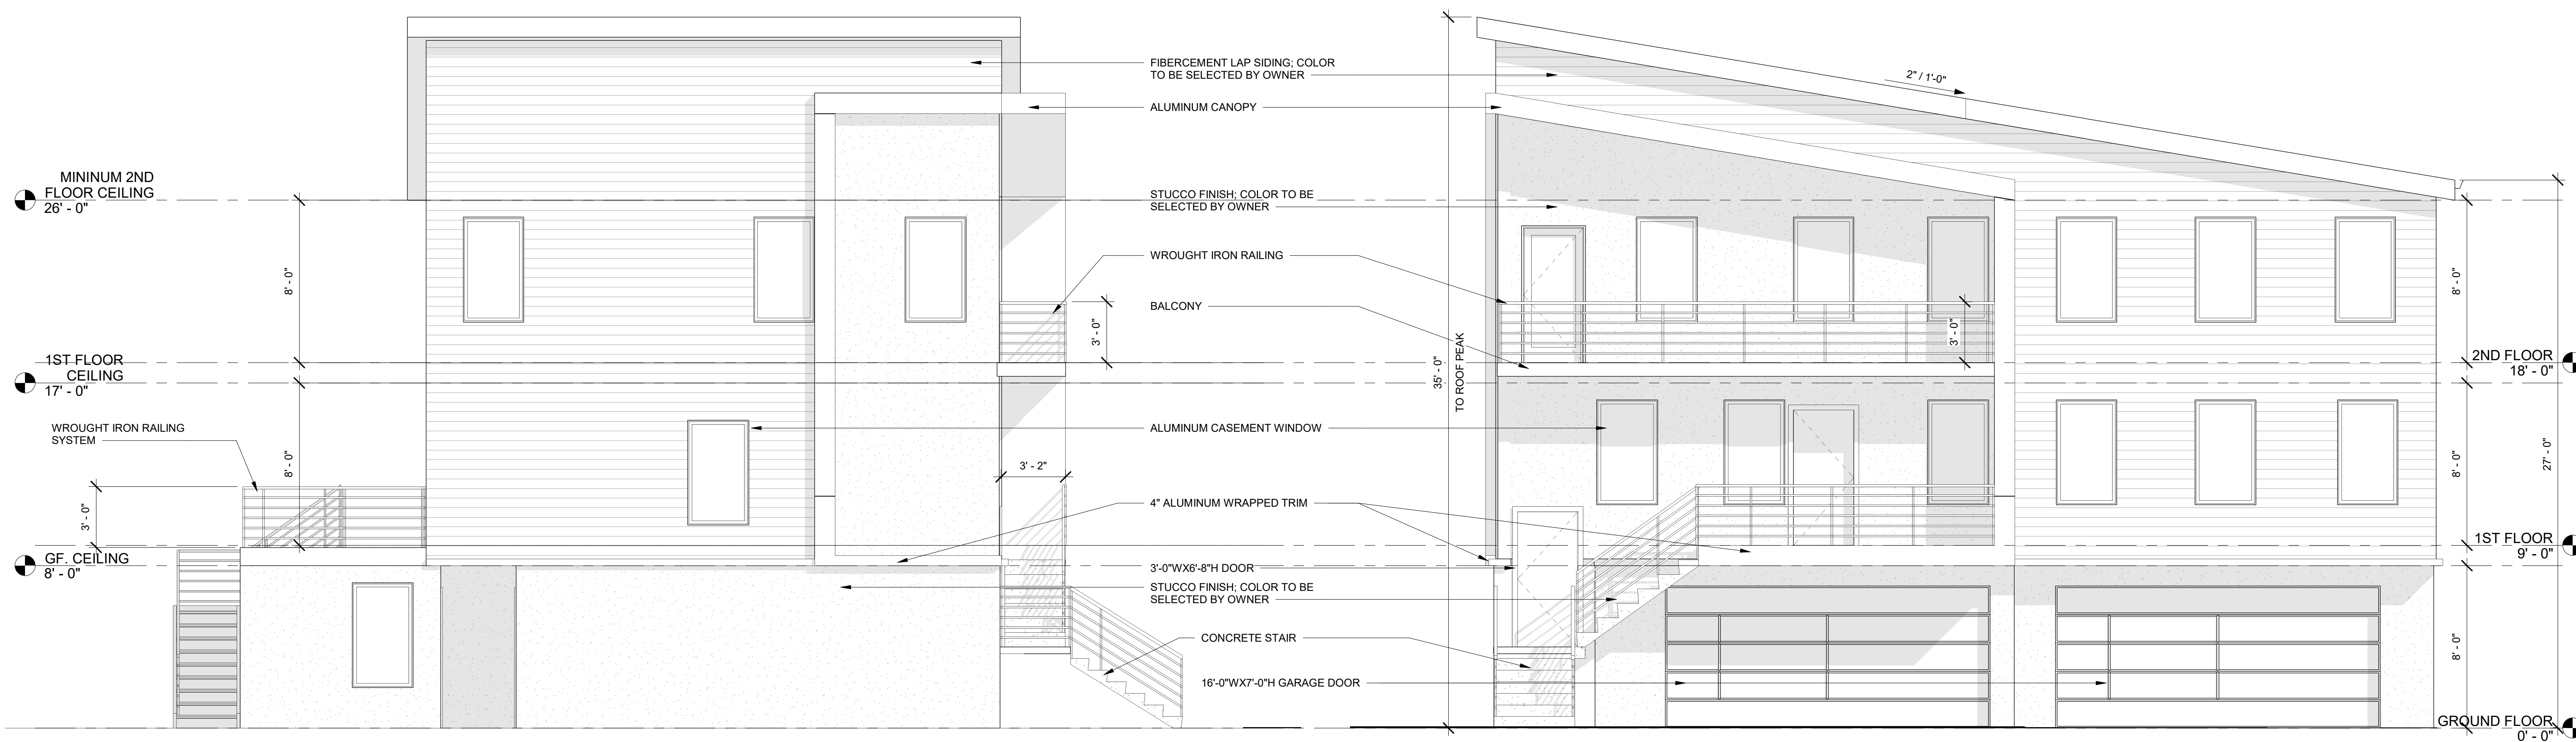 MININUM 2ND
FLOOR CEILING
26' - 0"
1ST FLOOR
CEILING
17' - 0"
WROUGHT IRON RAILING
SYSTEM
GF. CEILING
8' - 0"
3' - 0"
8' - 0"
8' - 0"
3' - 0"
3' - 2"
FIBERCEMENT LAP SIDING; COLOR
TO BE SELECTED BY OWNER
ALUMINUM CANOPY
STUCCO FINISH; COLOR TO BE
SELECTED BY OWNER
WROUGHT IRON RAILING
BALCONY
ALUMINUM CASEMENT WINDOW
4" ALUMINUM WRAPPED TRIM
3'-0"WX6'-8"H DOOR
STUCCO FINISH; COLOR TO BE
SELECTED BY OWNER
CONCRETE STAIR
16'-0"WX7'-0"H GARAGE DOOR
35' - 0"
TO ROOF PEAK
2" / 1'-0"
3' - 0"
8' - 0"
8' - 0"
8' - 0"
27' - 0"
2ND FLOOR
18' - 0"
1ST FLOOR
9' - 0"
GROUND FLOOR
0' - 0"